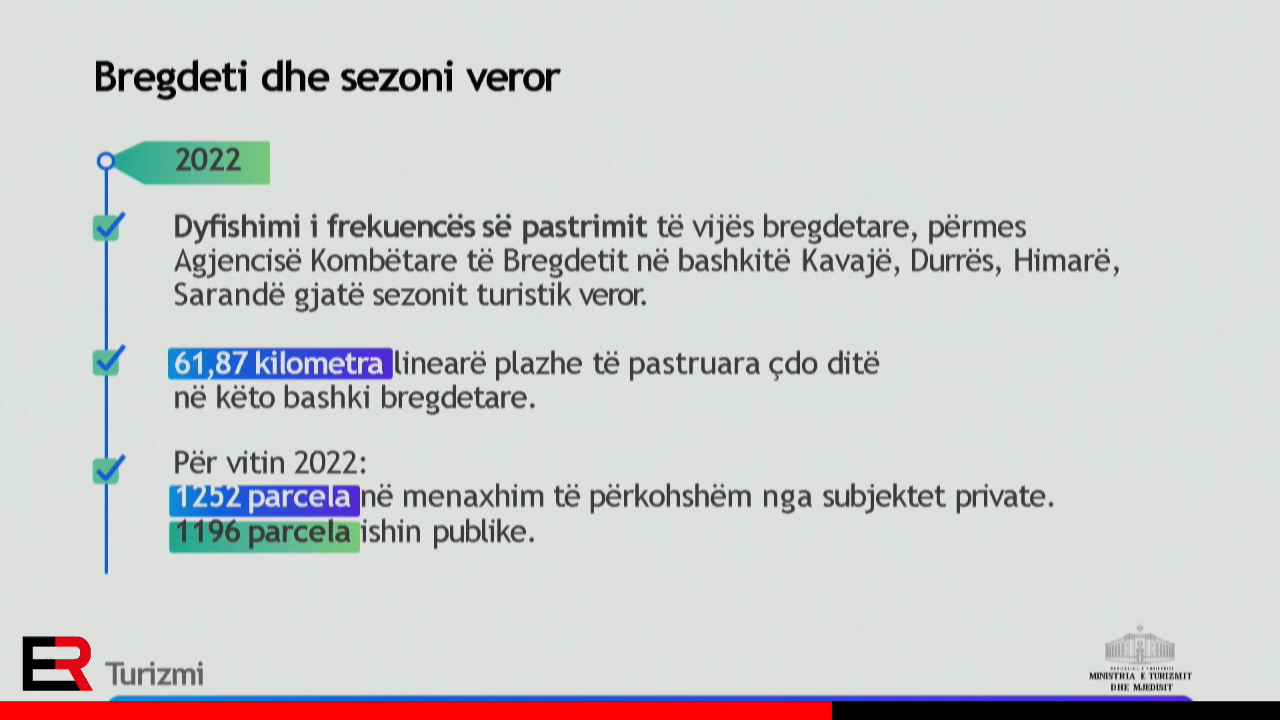 Bregdeti dhe sezoni veror
2022
Dyfishimi i frekuencës së pastrimit të vijës bregdetare, përmes
Agjencisë Kombëtare të Bregdetit në bashkitë Kavajë, Durrës, Himarë,
Sarandë gjatë sezonit turistik veror.
61,87 kilometra linearë plazhe të pastruara çdo ditë
në këto bashki bregdetare.
Për vitin 2022:
1252 parcela në menaxhim të përkohshëm nga subjektet private.
1196 parcela ishin publike.
ER
Turizmi
MINISTRIA E TURIZMIT
DHE MJEDISIT